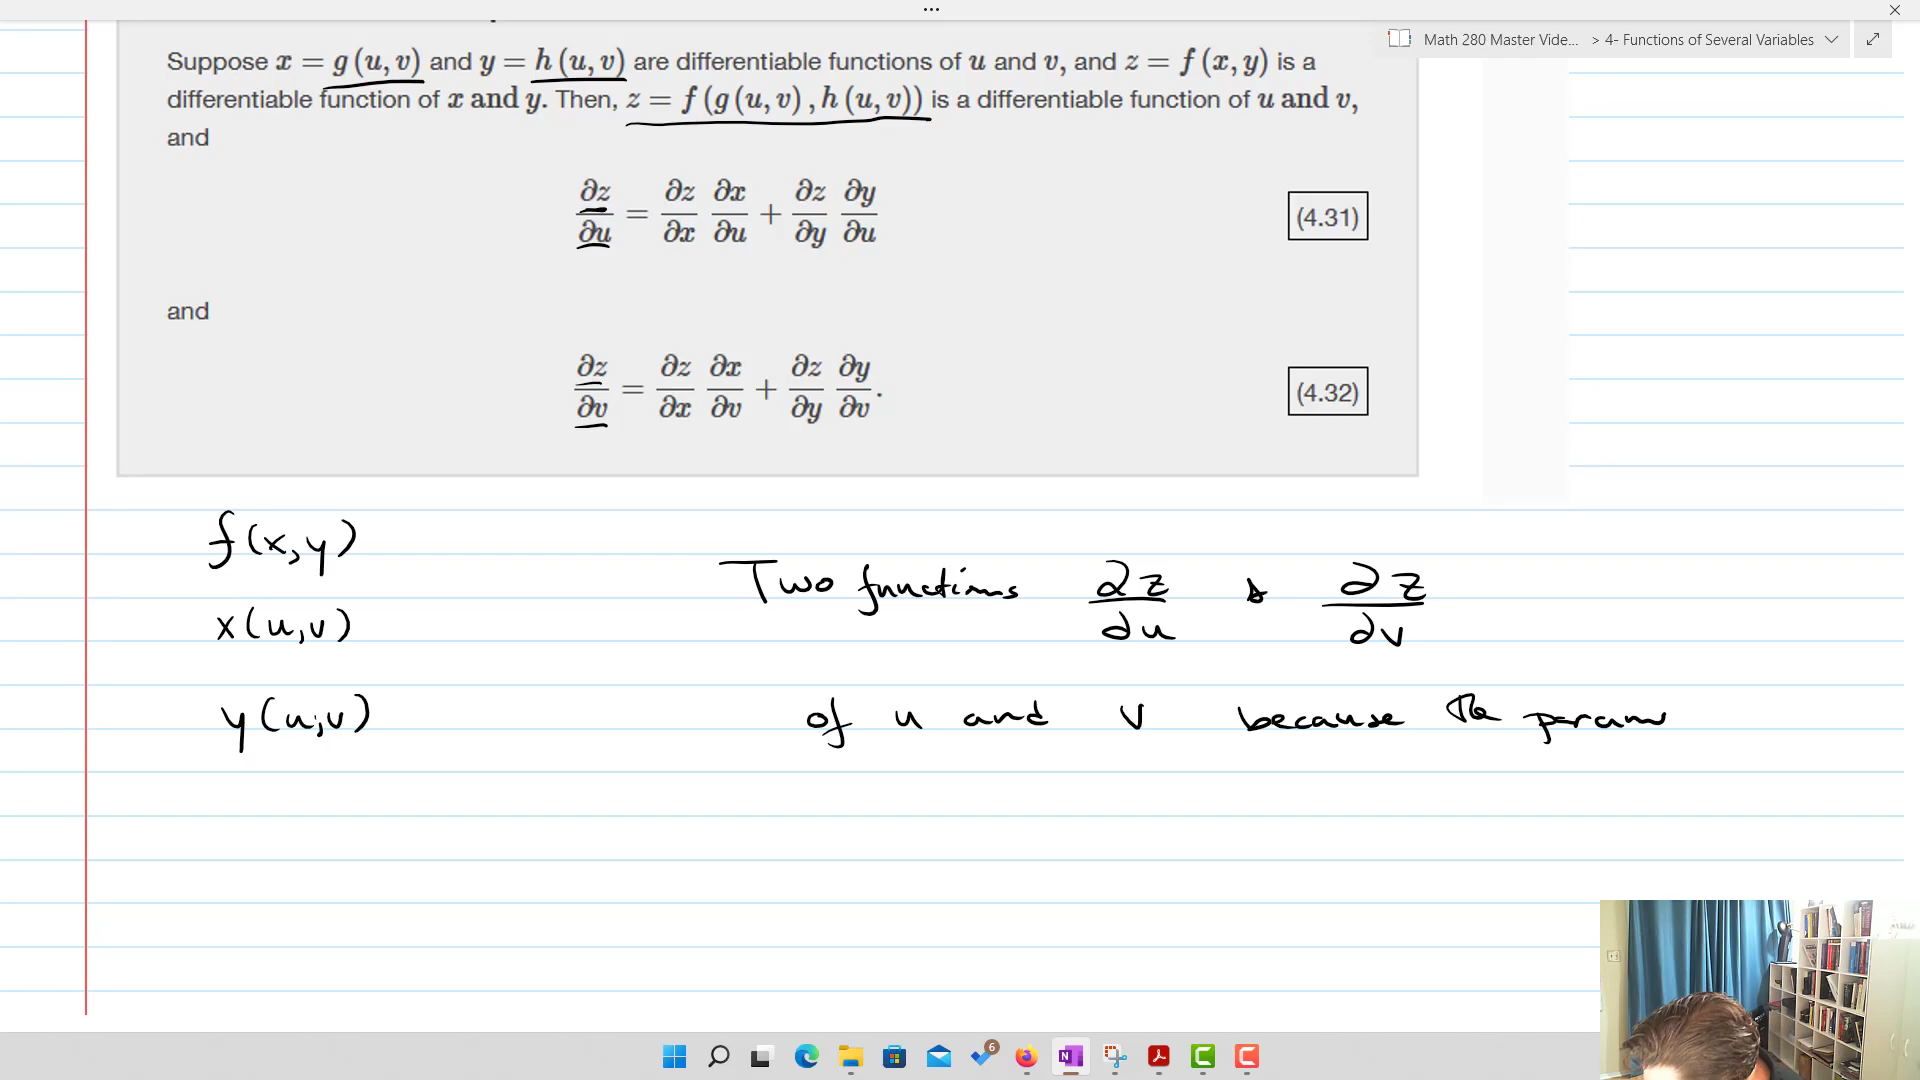 Math 280 Master Vide... > 4- Functions of Several Variables
Suppose x = g (u, v) and y = h (u, v) are differentiable functions of u and v, and z = f (x, y) is a
differentiable function of x and y. Then, z = f (g (u, v) , h (u, v)) is a differentiable function of u and v,
and
∂z/∂u = ∂z/∂x ∂x/∂u + ∂z/∂y ∂y/∂u (4.31)
and
∂z/∂v = ∂z/∂x ∂x/∂v + ∂z/∂y ∂y/∂v. (4.32)
f(x,y)
Two functions ∂z/∂u & ∂z/∂v
x(u,v)
y(u,v)
of u and v because the param
6